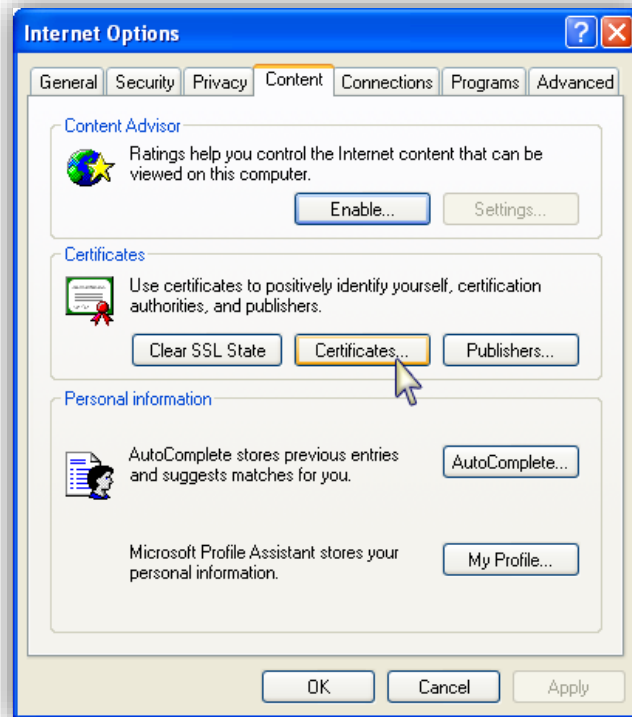 Internet Options
General Security Privacy Content Connections Programs Advanced
Content Advisor
Ratings help you control the Internet content that can be
viewed on this computer.
Enable... Settings...
Certificates
Use certificates to positively identify yourself, certification
authorities, and publishers.
Clear SSL State Certificates... Publishers...
Personal information
AutoComplete stores previous entries
and suggests matches for you.
AutoComplete...
Microsoft Profile Assistant stores your
personal information.
My Profile...
OK Cancel Apply